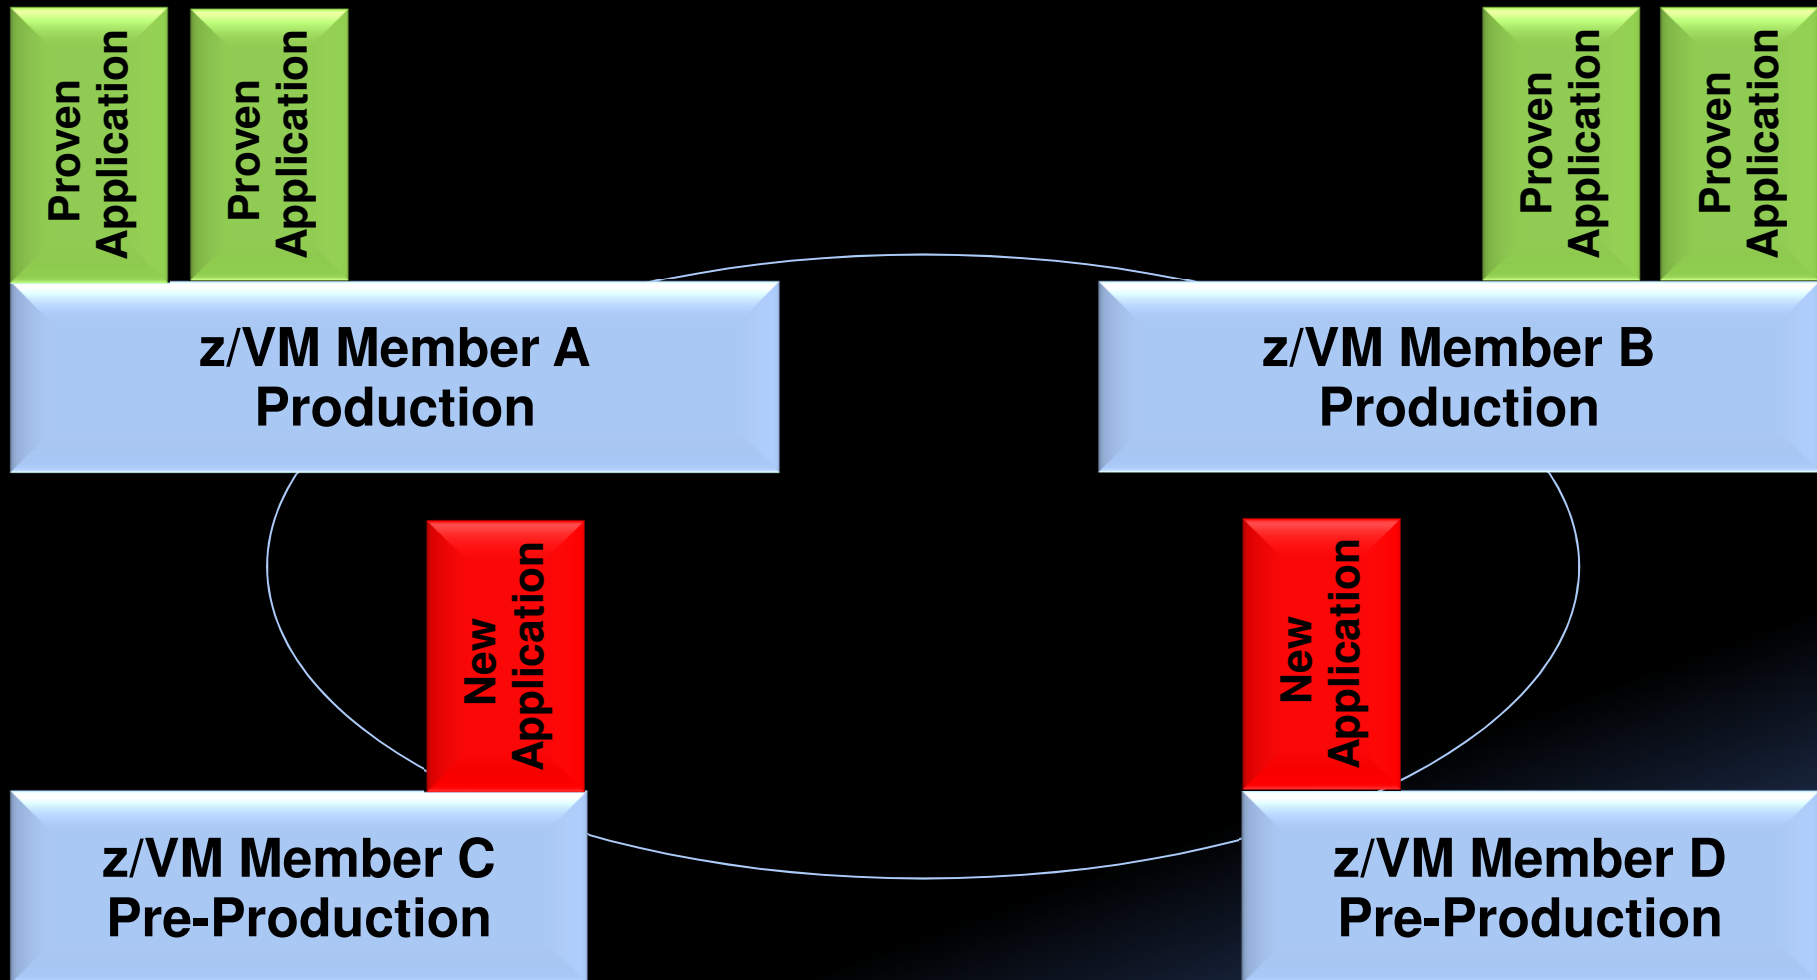 Proven
Application
Proven
Application
Proven
Application
Proven
Application
z/VM Member A
Production
z/VM Member B
Production
New
Application
New
Application
z/VM Member C
Pre-Production
z/VM Member D
Pre-Production